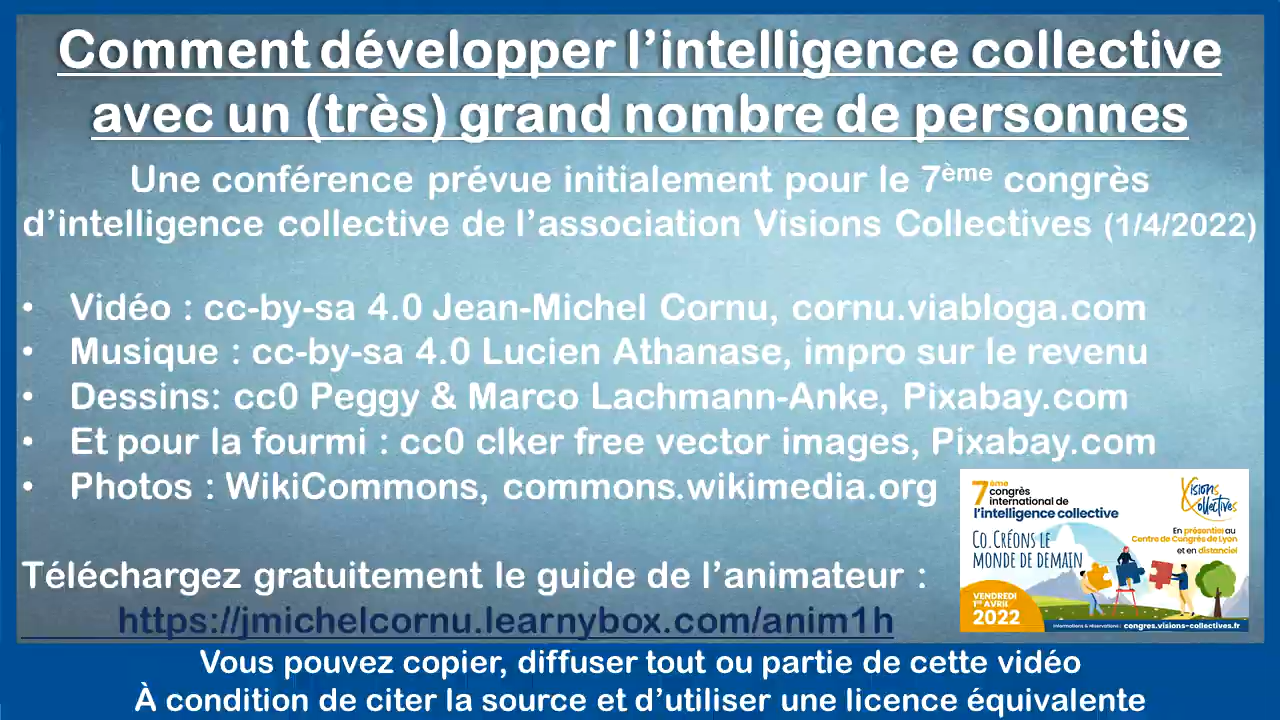 Comment développer l’intelligence collective
avec un (très) grand nombre de personnes
Une conférence prévue initialement pour le 7ème congrès
d’intelligence collective de l’association Visions Collectives (1/4/2022)
• Vidéo : cc-by-sa 4.0 Jean-Michel Cornu, cornu.viabloga.com
• Musique : cc-by-sa 4.0 Lucien Athanase, impro sur le revenu
• Dessins: cc0 Peggy & Marco Lachmann-Anke, Pixabay.com
• Et pour la fourmi : cc0 clker free vector images, Pixabay.com
• Photos : WikiCommons, commons.wikimedia.org
7ème
congrès
international de
l’intelligence collective
Visions
Collectives
En présentiel au
Centre de Congrès de Lyon
et en distanciel
Co.Créons le
monde de demain
VENDREDI
1ER AVRIL
2022
Informations & réservations : congres.visions-collectives.fr
Téléchargez gratuitement le guide de l’animateur :
https://jmichelcornu.learnybox.com/anim1h
Vous pouvez copier, diffuser tout ou partie de cette vidéo
À condition de citer la source et d’utiliser une licence équivalente